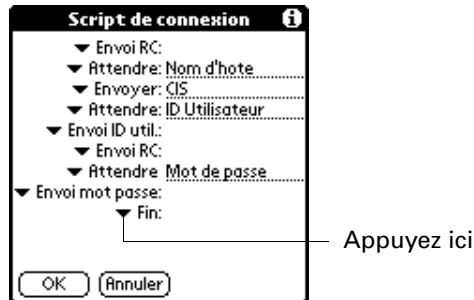 Script de connexion
Envoi RC:
Attendre: Nom d'hote
Envoyer: CIS
Attendre: ID Utilisateur
Envoi ID util.:
Envoi RC:
Attendre Mot de passe
Envoi mot passe:
Fin:
Appuyez ici
OK Annuler